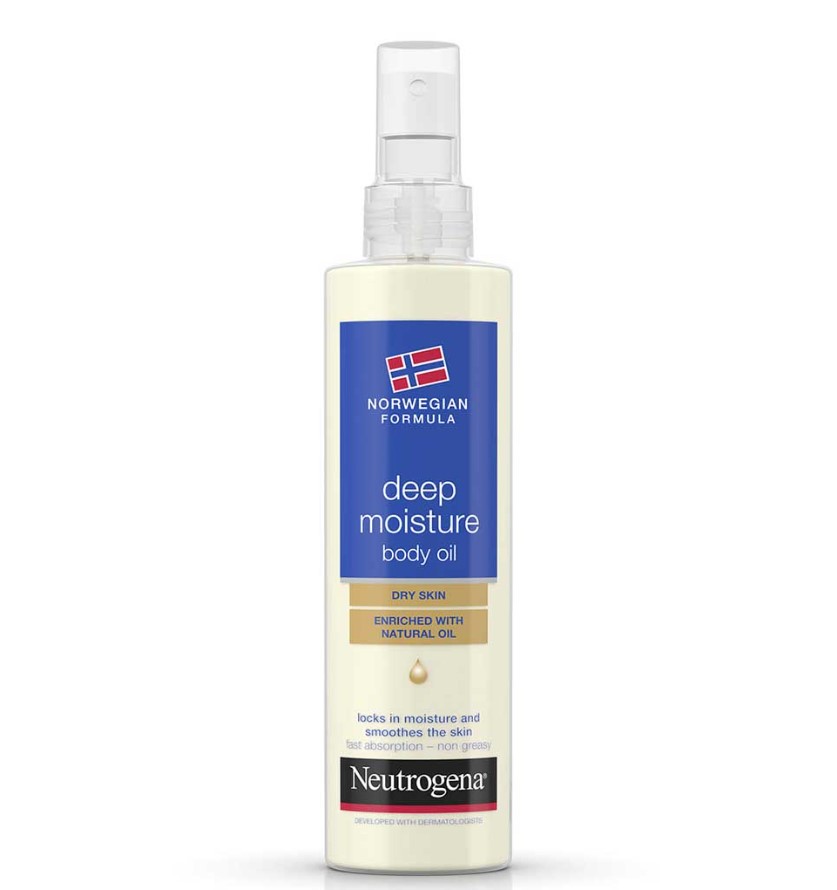 NORWEGIAN
FORMULA
deep
moisture
body oil
DRY SKIN
ENRICHED WITH
NATURAL OIL
locks in moisture and
smoothes the skin
fast absorption – non greasy
Neutrogena®
DEVELOPED WITH DERMATOLOGISTS